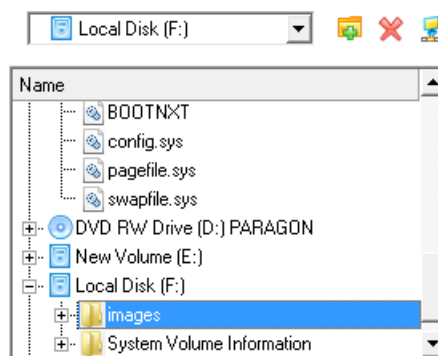 Local Disk (F:)
Name
BOOTNXT
config.sys
pagefile.sys
swapfile.sys
DVD RW Drive (D:) PARAGON
New Volume (E:)
Local Disk (F:)
images
System Volume Information